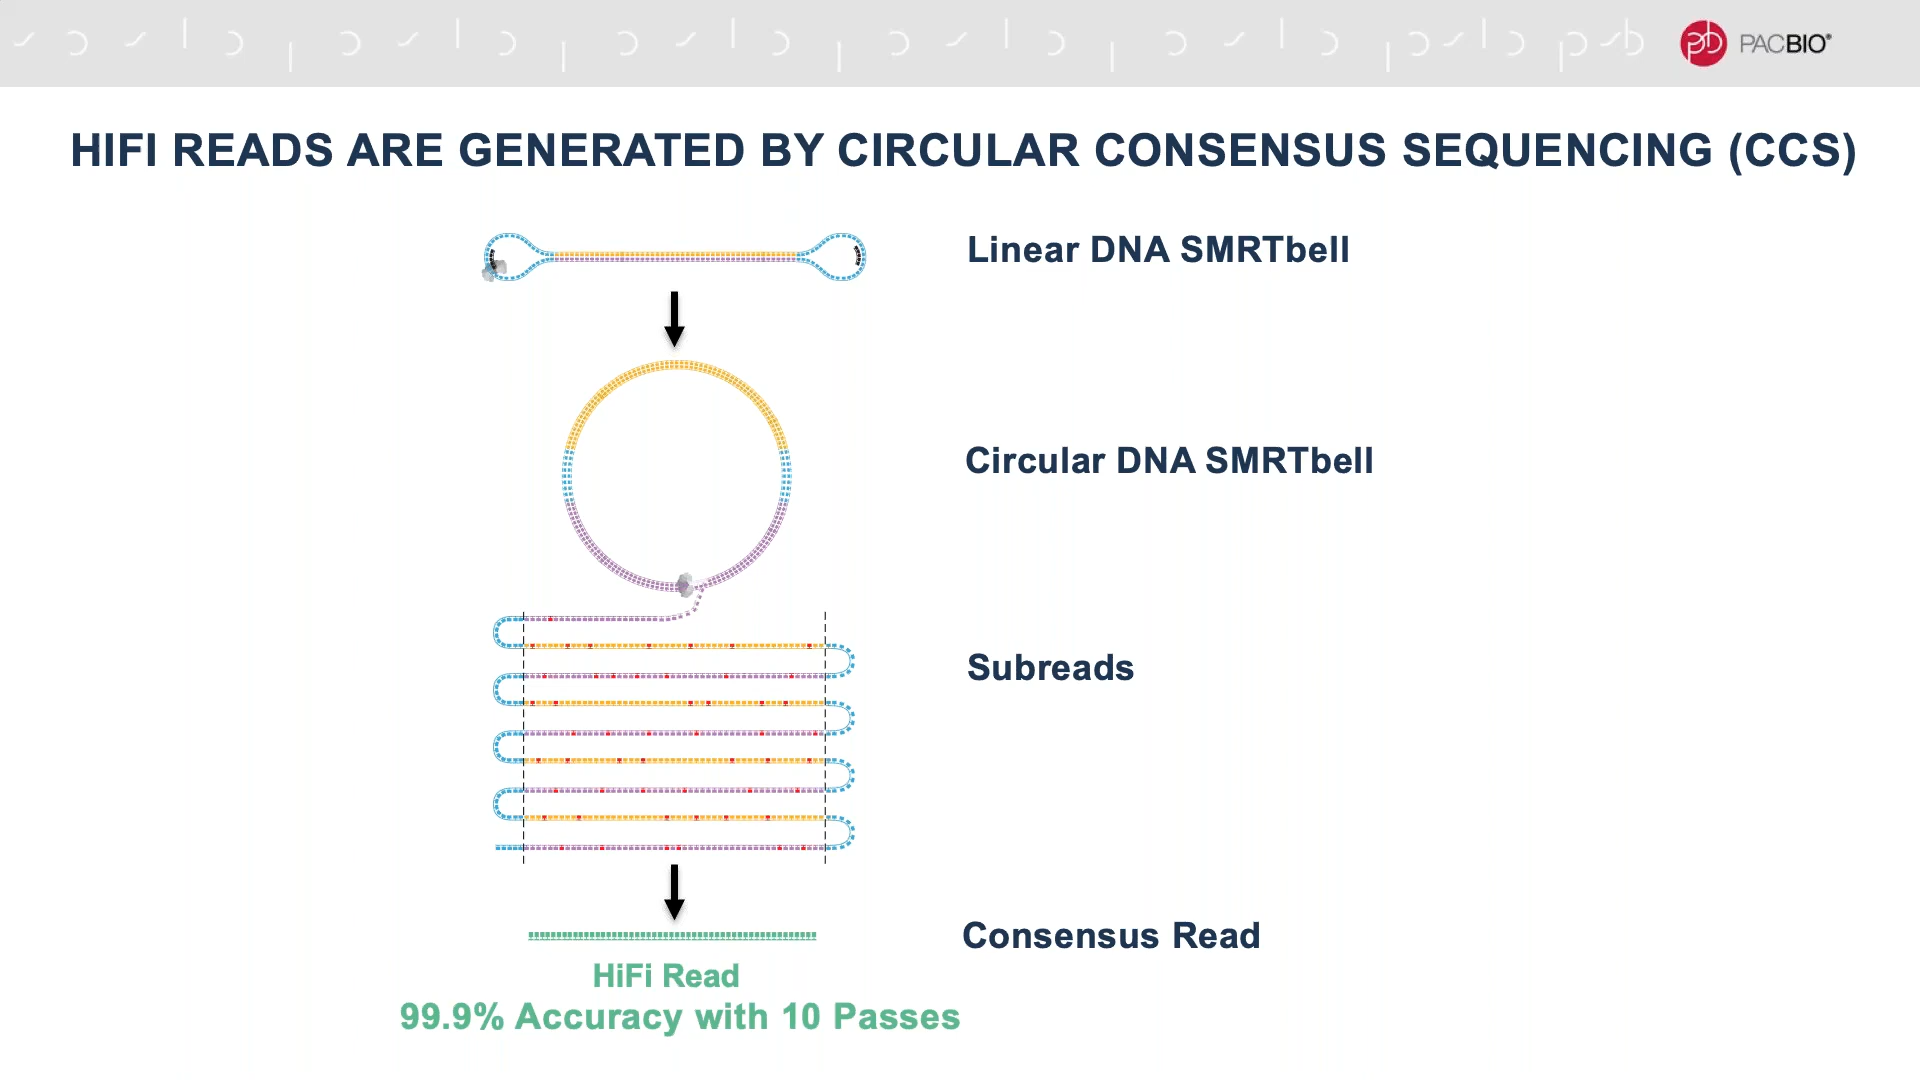 PACBIO®
HIFI READS ARE GENERATED BY CIRCULAR CONSENSUS SEQUENCING (CCS)
Linear DNA SMRTbell
Circular DNA SMRTbell
Subreads
Consensus Read
HiFi Read
99.9% Accuracy with 10 Passes